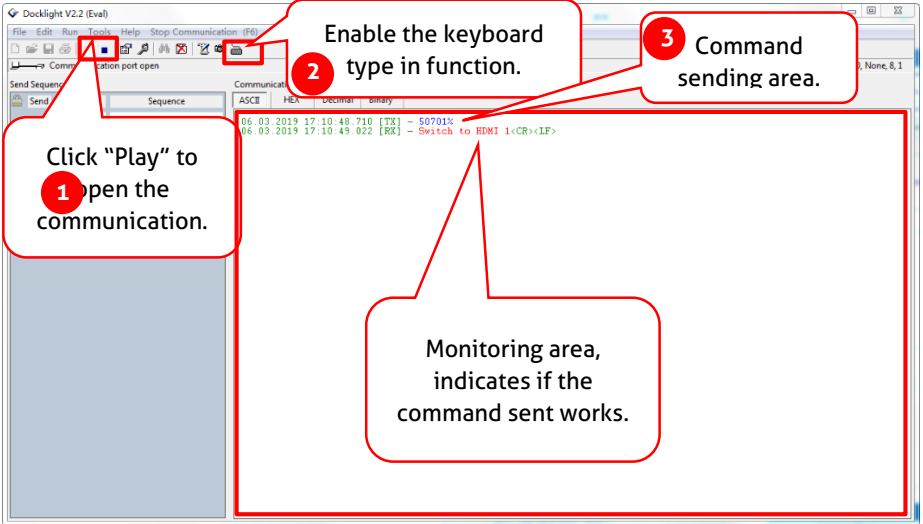 Docklight V2.2 (Eval)
File Edit Run Tools Help Stop Communication (F6)
Enable the keyboard
2 type in function.
3 Command
sending area.
port open
None, 8, 1
Send
Sequence
ASCII HEX Decimal Binary
06.03.2019 17:10:48.710 [TX] - 50701%
06.03.2019 17:10:49.022 [RX] - Switch to HDMI 1<CR><LF>
Click “Play” to
1 open the
communication.
Monitoring area,
indicates if the
command sent works.